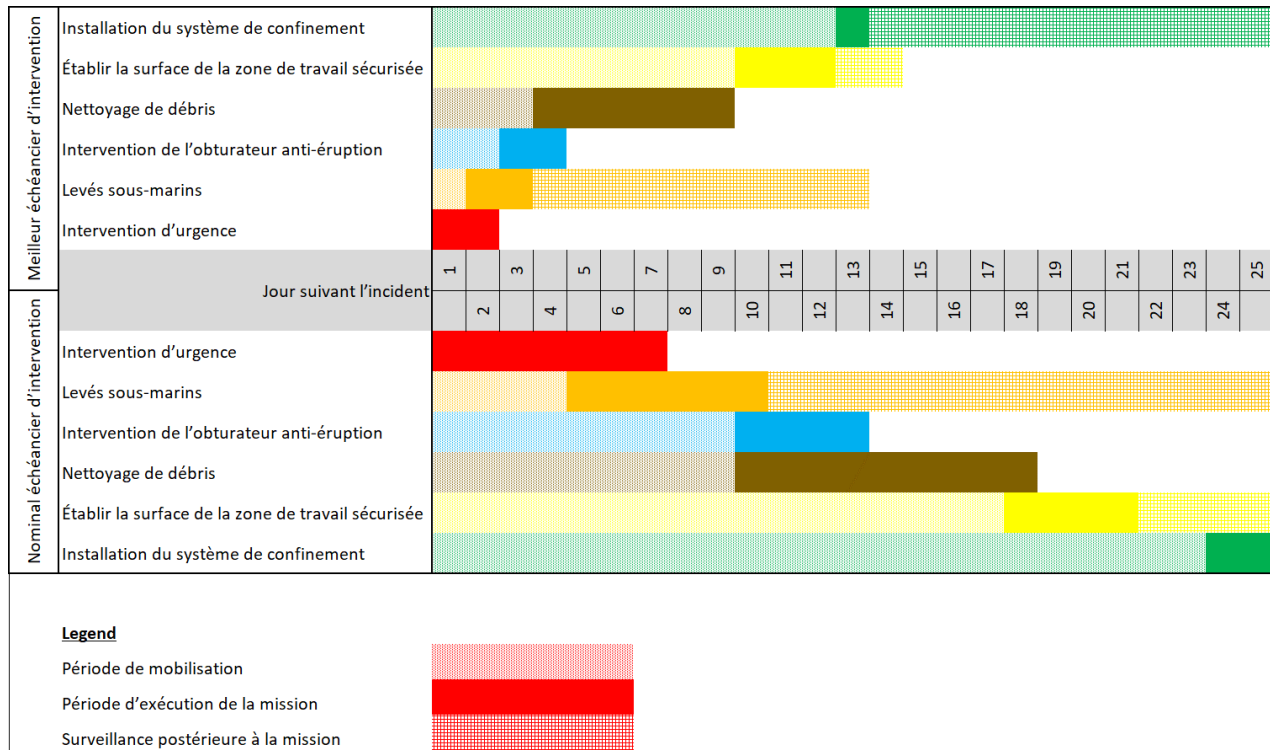 Meilleur échéancier d'intervention
Installation du système de confinement
Établir la surface de la zone de travail sécurisée
Nettoyage de débris
Intervention de l'obturateur anti-éruption
Levés sous-marins
Intervention d'urgence
Jour suivant l'incident
1 3 5 7 9 11 13 15 17 19 21 23 25
2 4 6 8 10 12 14 16 18 20 22 24
Nominal échéancier d'intervention
Intervention d'urgence
Levés sous-marins
Intervention de l'obturateur anti-éruption
Nettoyage de débris
Établir la surface de la zone de travail sécurisée
Installation du système de confinement
Legend
Période de mobilisation
Période d'exécution de la mission
Surveillance postérieure à la mission